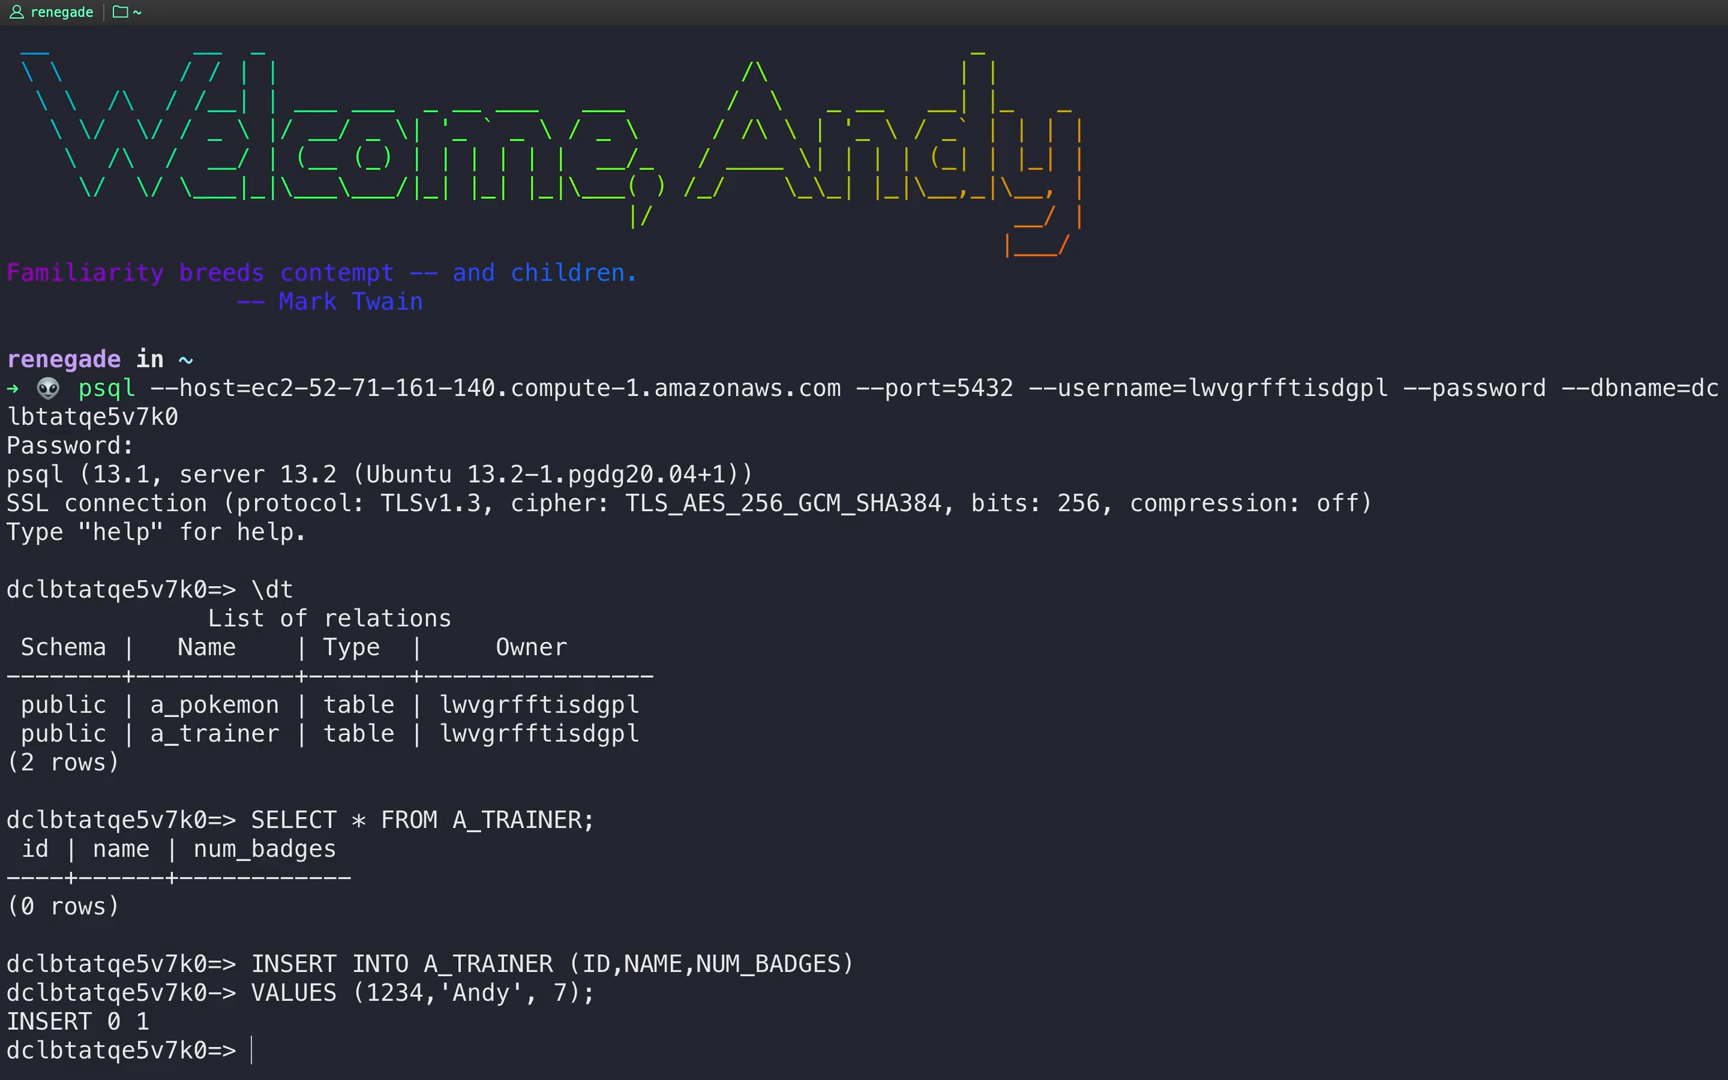 renegade ~
Welcome, Andy
Familiarity breeds contempt -- and children.
-- Mark Twain
renegade in ~
→ 👽 psql --host=ec2-52-71-161-140.compute-1.amazonaws.com --port=5432 --username=lwvgrfftisdgpl --password --dbname=dc
lbtatqe5v7k0
Password:
psql (13.1, server 13.2 (Ubuntu 13.2-1.pgdg20.04+1))
SSL connection (protocol: TLSv1.3, cipher: TLS_AES_256_GCM_SHA384, bits: 256, compression: off)
Type "help" for help.
dclbtatqe5v7k0=> \dt
List of relations
Schema | Name | Type | Owner
--------+-----------+-------+----------------
public | a_pokemon | table | lwvgrfftisdgpl
public | a_trainer | table | lwvgrfftisdgpl
(2 rows)
dclbtatqe5v7k0=> SELECT * FROM A_TRAINER;
id | name | num_badges
----+------+------------
(0 rows)
dclbtatqe5v7k0=> INSERT INTO A_TRAINER (ID,NAME,NUM_BADGES)
dclbtatqe5v7k0-> VALUES (1234,'Andy', 7);
INSERT 0 1
dclbtatqe5v7k0=>